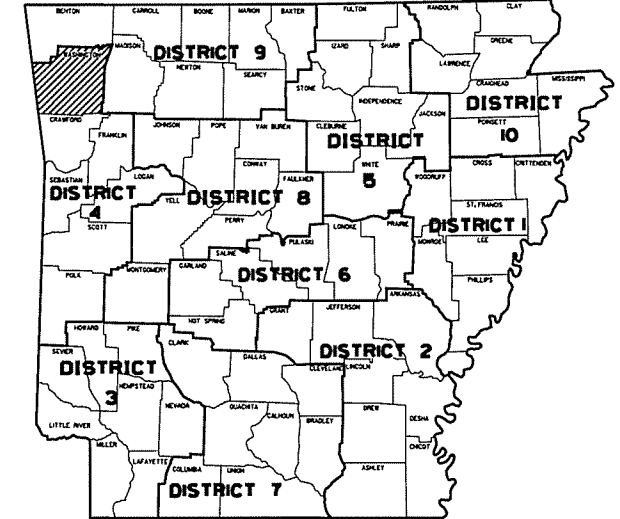 BENTON CARROLL BOONE MARION BAXTER FULTON RANDOLPH CLAY
WASHINGTON MADISON DISTRICT 9 IZARD SHARP GREENE
NEWTON SEARCY LAWRENCE
STONE CRAIGHEAD MISSISSIPPI
INDEPENDENCE DISTRICT
10
JACKSON POINSETT
CRAWFORD FRANKLIN JOHNSON POPE VAN BUREN CLEBURNE
DISTRICT
5
WHITE
CROSS CRITTENDEN
LOGAN CONWAY FAULKNER WOODRUFF
SEBASTIAN
DISTRICT
4
YELL DISTRICT 8
PERRY
ST. FRANCIS
DISTRICT 1
SCOTT LONOKE PRAIRIE MONROE LEE
SALINE PULASKI
POLK MONTGOMERY GARLAND DISTRICT 6
PHILLIPS
HOT SPRING GRANT JEFFERSON ARKANSAS
HOWARD PIKE CLARK
SEVIER DISTRICT
3
DALLAS CLEVELAND LINCOLN
DISTRICT 2
HEMPSTEAD NEVADA OUACHITA CALHOUN BRADLEY DREW DESHA
LITTLE RIVER MILLER CHICOT
LAFAYETTE COLUMBIA UNION ASHLEY
DISTRICT 7